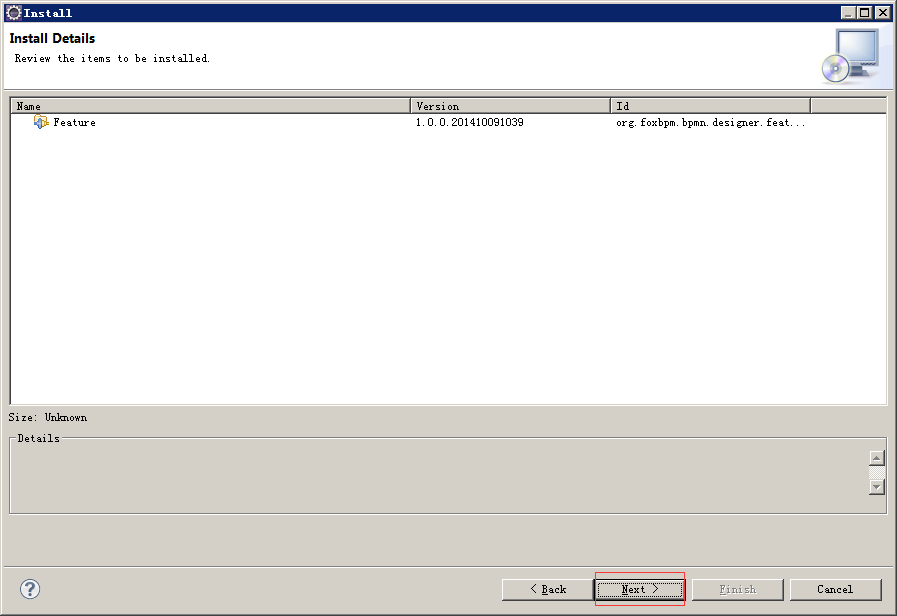 Install
Install Details
Review the items to be installed.
Name Version Id
Feature 1.0.0.201410091039 org.foxbpm.bpmn.designer.feat...
Size: Unknown
Details
? < Back Next > Finish Cancel